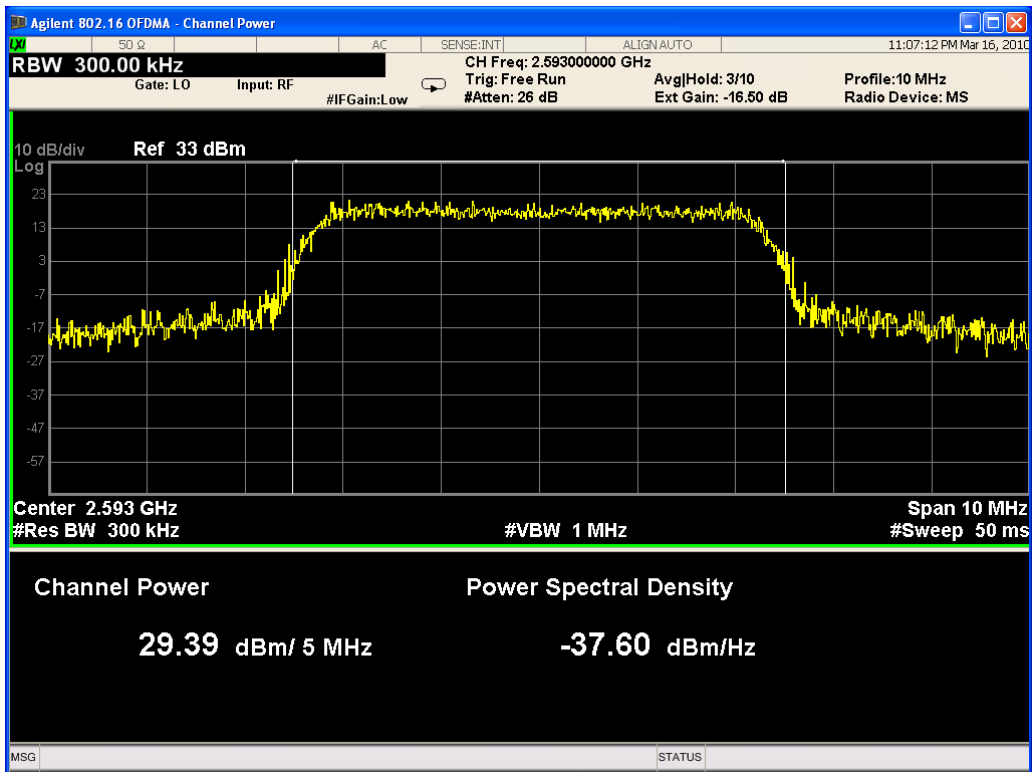 Agilent 802.16 OFDMA - Channel Power
LXI 50 Ω AC SENSE:INT ALIGN AUTO 11:07:12 PM Mar 16, 2010
RBW 300.00 kHz CH Freq: 2.593000000 GHz
Gate: LO Input: RF Trig: Free Run Avg|Hold: 3/10 Profile:10 MHz
#IFGain:Low #Atten: 26 dB Ext Gain: -16.50 dB Radio Device: MS
10 dB/div Ref 33 dBm
Log
23
13
3
-7
-17
-27
-37
-47
-57
Center 2.593 GHz Span 10 MHz
#Res BW 300 kHz #VBW 1 MHz #Sweep 50 ms
Channel Power Power Spectral Density
29.39 dBm/ 5 MHz -37.60 dBm/Hz
MSG STATUS